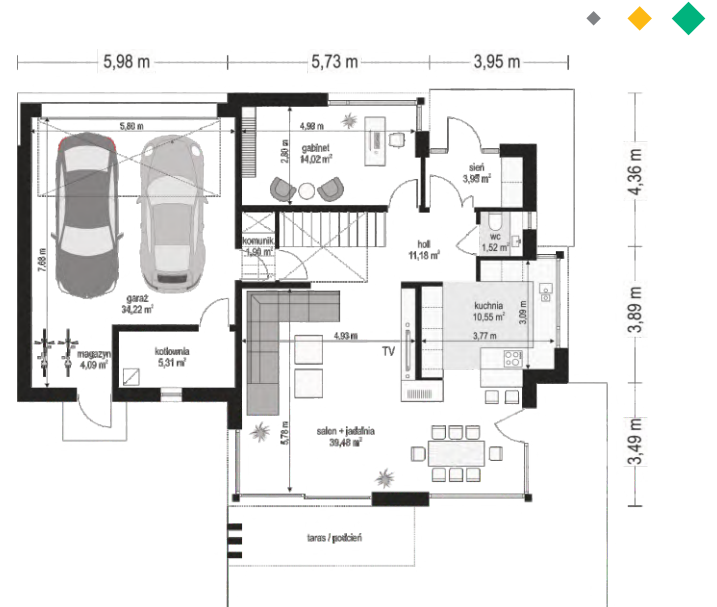 5,98 m
5,73 m
3,95 m
5,80 m
4,98 m
2,80 m
gabinet
14,02 m²
sień
3,95 m²
4,36 m
komunik.
1,90 m²
holl
11,18 m²
wc
1,52 m²
7,68 m
garaż
34,22 m²
kuchnia
10,55 m²
3,09 m
3,77 m
3,89 m
4,93 m
TV
magazyn
4,09 m²
kotłownia
5,31 m²
5,78 m
salon + jadalnia
39,48 m²
3,49 m
taras / podcień